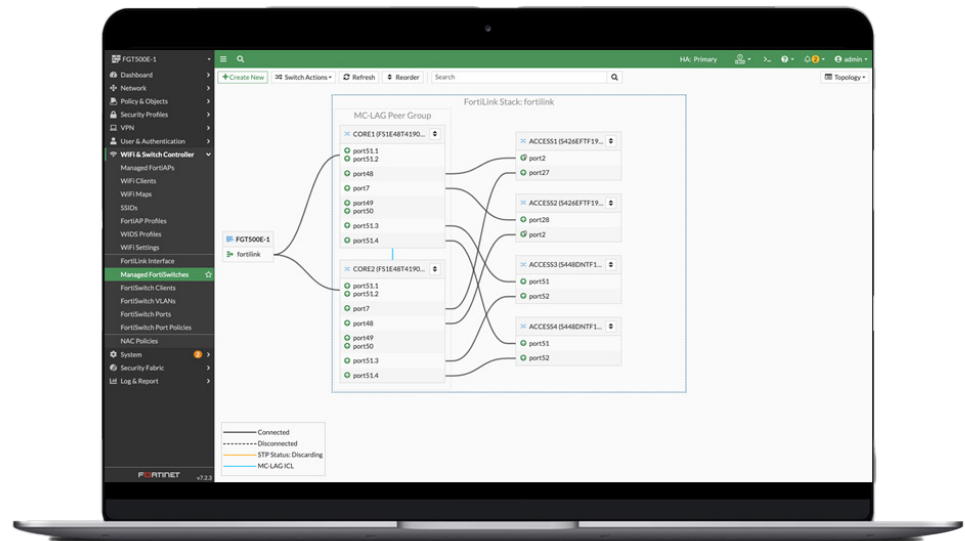 FGT500E-1
HA: Primary
2
admin
Dashboard
Network
Policy & Objects
Security Profiles
VPN
User & Authentication
WiFi & Switch Controller
Managed FortiAPs
WiFi Clients
WiFi Maps
SSIDs
FortiAP Profiles
WIDS Profiles
WiFi Settings
FortiLink Interface
Managed FortiSwitches
FortiSwitch Clients
FortiSwitch VLANs
FortiSwitch Ports
FortiSwitch Port Policies
NAC Policies
System 2
Security Fabric
Log & Report
FORTINET v7.2.3
+Create New Switch Actions Refresh Reorder Search Topology
FortiLink Stack: fortilink
MC-LAG Peer Group
FGT500E-1
fortilink
CORE1 (FS1E48T4190...
port51.1
port51.2
port48
port7
port49
port50
port51.3
port51.4
CORE2 (FS1E48T4190...
port51.1
port51.2
port7
port48
port49
port50
port51.3
port51.4
ACCESS1 (S426EFTF19...
port2
port27
ACCESS2 (S426EFTF19...
port28
port2
ACCESS3 (S448DNTF1...
port51
port52
ACCESS4 (S448DNTF1...
port51
port52
Connected
Disconnected
STP Status: Discarding
MC-LAG ICL